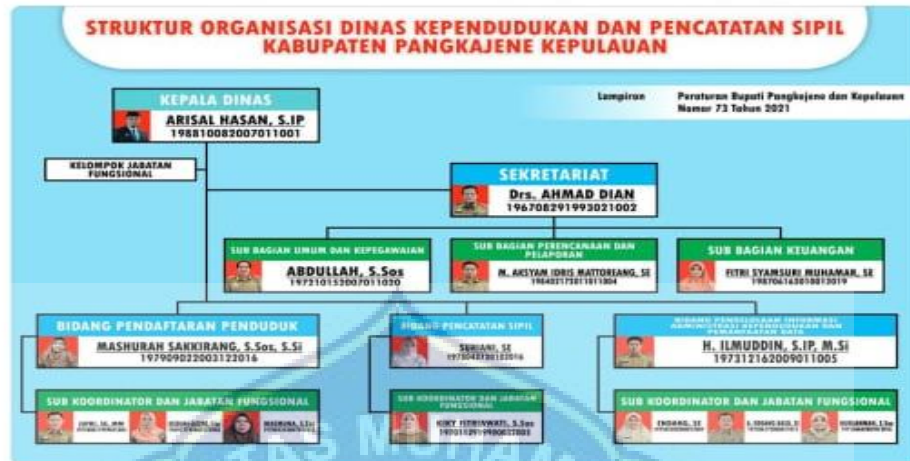 STRUKTUR ORGANISASI DINAS KEPENDUDUKAN DAN PENCATATAN SIPIL
KABUPATEN PANGKAJENE KEPULAUAN
Lampiran Peraturan Bupati Pangkajene dan Kepulauan
Nomor 73 Tahun 2021
KEPALA DINAS
ARISAL HASAN, S.IP
198810082007011001
KELOMPOK JABATAN
FUNGSIONAL
SEKRETARIAT
Drs. AHMAD DIAN
196708291993021002
SUB BAGIAN UMUM DAN KEPEGAWAIAN
ABDULLAH, S.Sos
197210152007011020
SUB BAGIAN PERENCANAAN DAN
PELAPORAN
M. AKSYAM IDRIS MATTOREANG, SE
SUB BAGIAN KEUANGAN
FITRI SYAMSURI MUHAMAR, SE
BIDANG PENDAFTARAN PENDUDUK
MASHURAH SAKKIRANG, S.Sos, S.Si
197909022003122016
BIDANG PENCATATAN SIPIL
SURIANI, SE
BIDANG PENGELOLAAN INFORMASI
ADMINISTRASI KEPENDUDUKAN DAN
PEMANFAATAN DATA
H. ILMUDDIN, S.IP, M.Si
197312162009011005
SUB KOORDINATOR DAN JABATAN FUNGSIONAL
SUB KOORDINATOR DAN JABATAN
FUNGSIONAL
KIKY FITRIAWATI, S.Sos
SUB KOORDINATOR DAN JABATAN FUNGSIONAL
ENDANG, SE